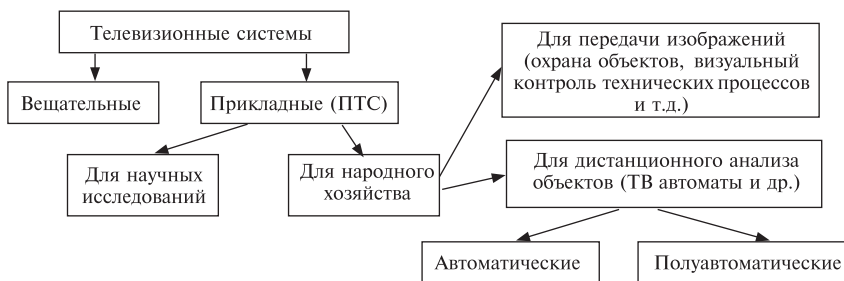 Телевизионные системы
Вещательные
Прикладные (ПТС)
Для научных
исследований
Для народного
хозяйства
Для передачи изображений
(охрана объектов, визуальный
контроль технических процессов
и т.д.)
Для дистанционного анализа
объектов (ТВ автоматы и др.)
Автоматические
Полуавтоматические